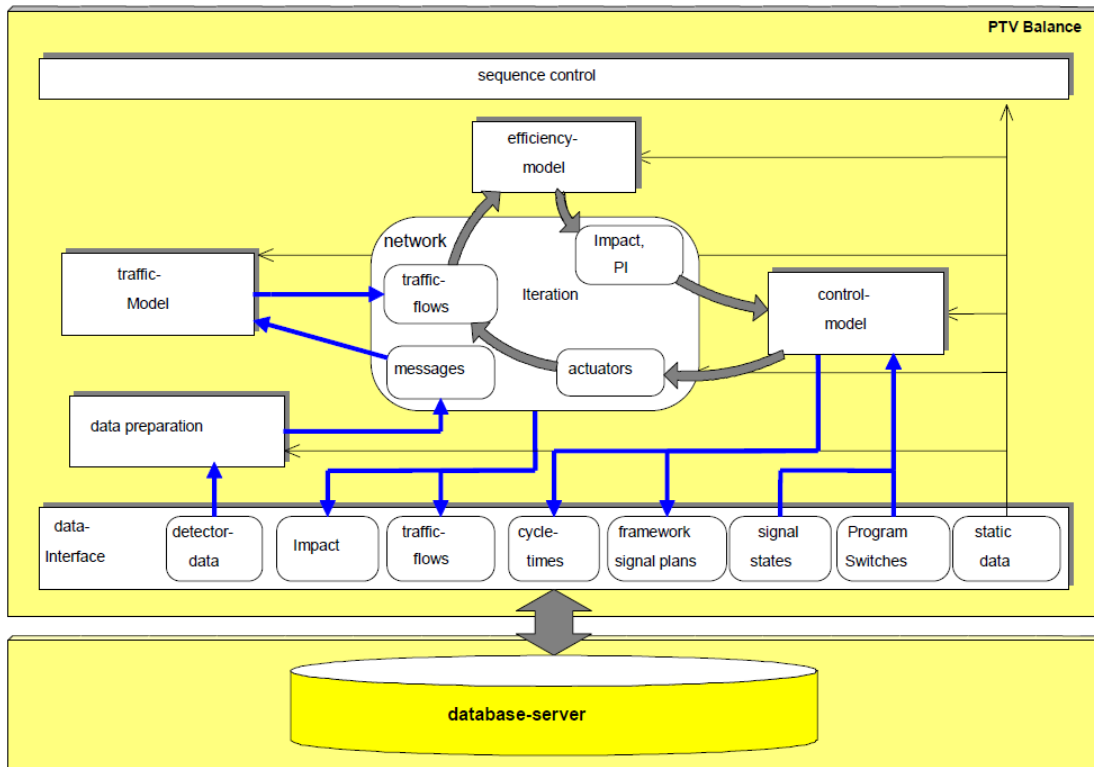 PTV Balance
sequence control
efficiency-
model
network
Impact,
PI
traffic-
Model
traffic-
flows
Iteration
control-
model
messages
actuators
data preparation
data-
Interface
detector-
data
Impact
traffic-
flows
cycle-
times
framework
signal plans
signal
states
Program
Switches
static
data
database-server